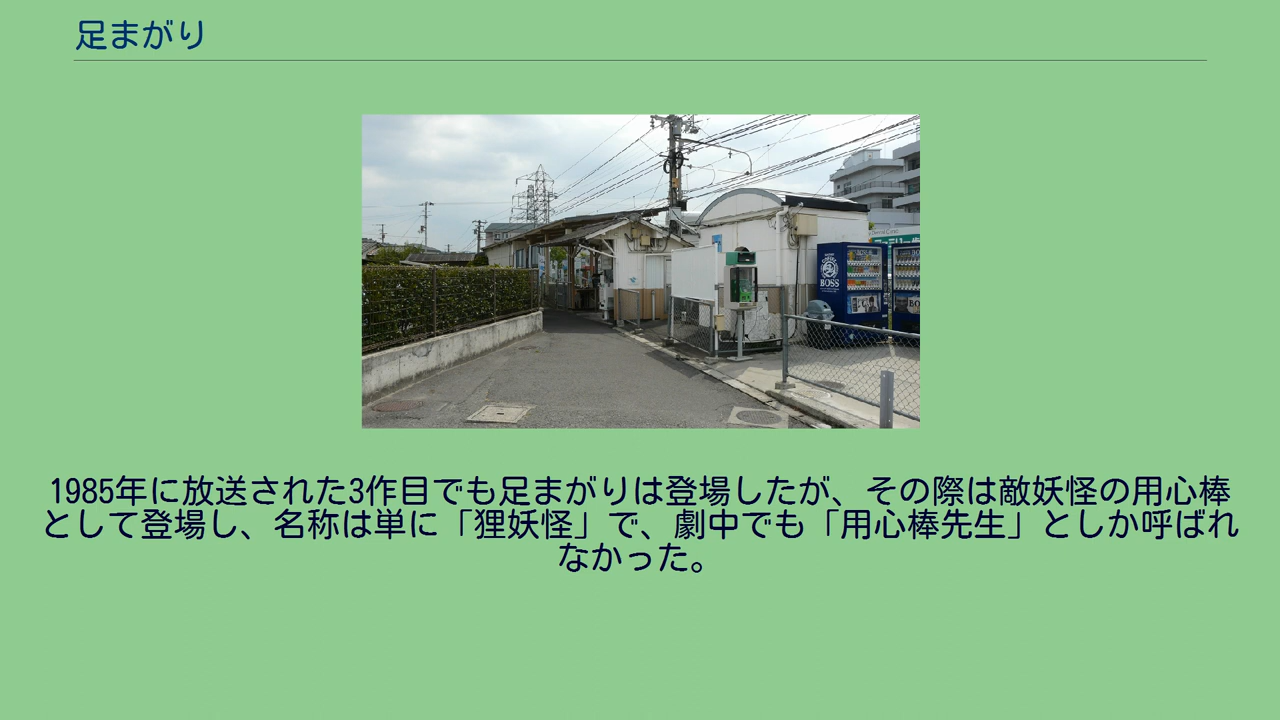 足まがり
BOSS
1985年に放送された3作目でも足まがりは登場したが、その際は敵妖怪の用心棒
として登場し、名称は単に「狸妖怪」で、劇中でも「用心棒先生」としか呼ばれ
なかった。